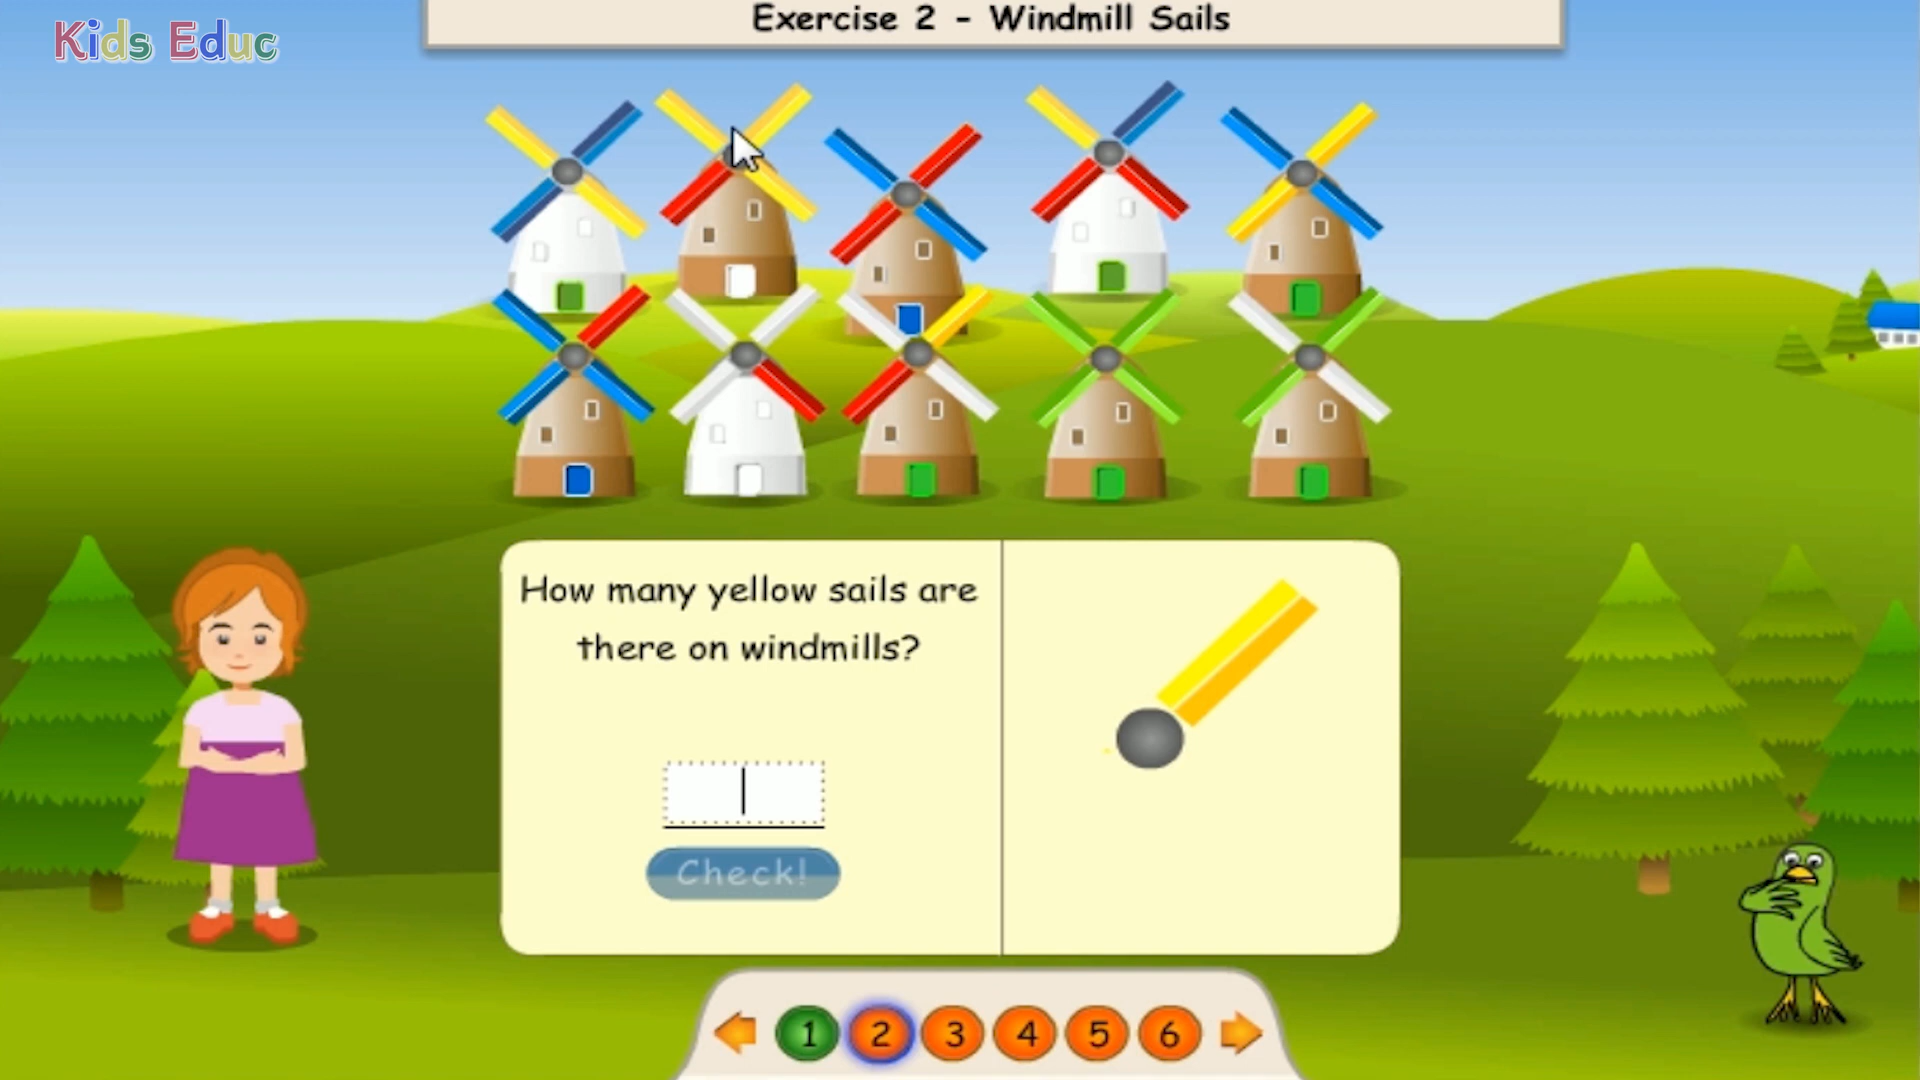 Kids Educ
Exercise 2 - Windmill Sails
How many yellow sails are
there on windmills?
Check!
1 2 3 4 5 6